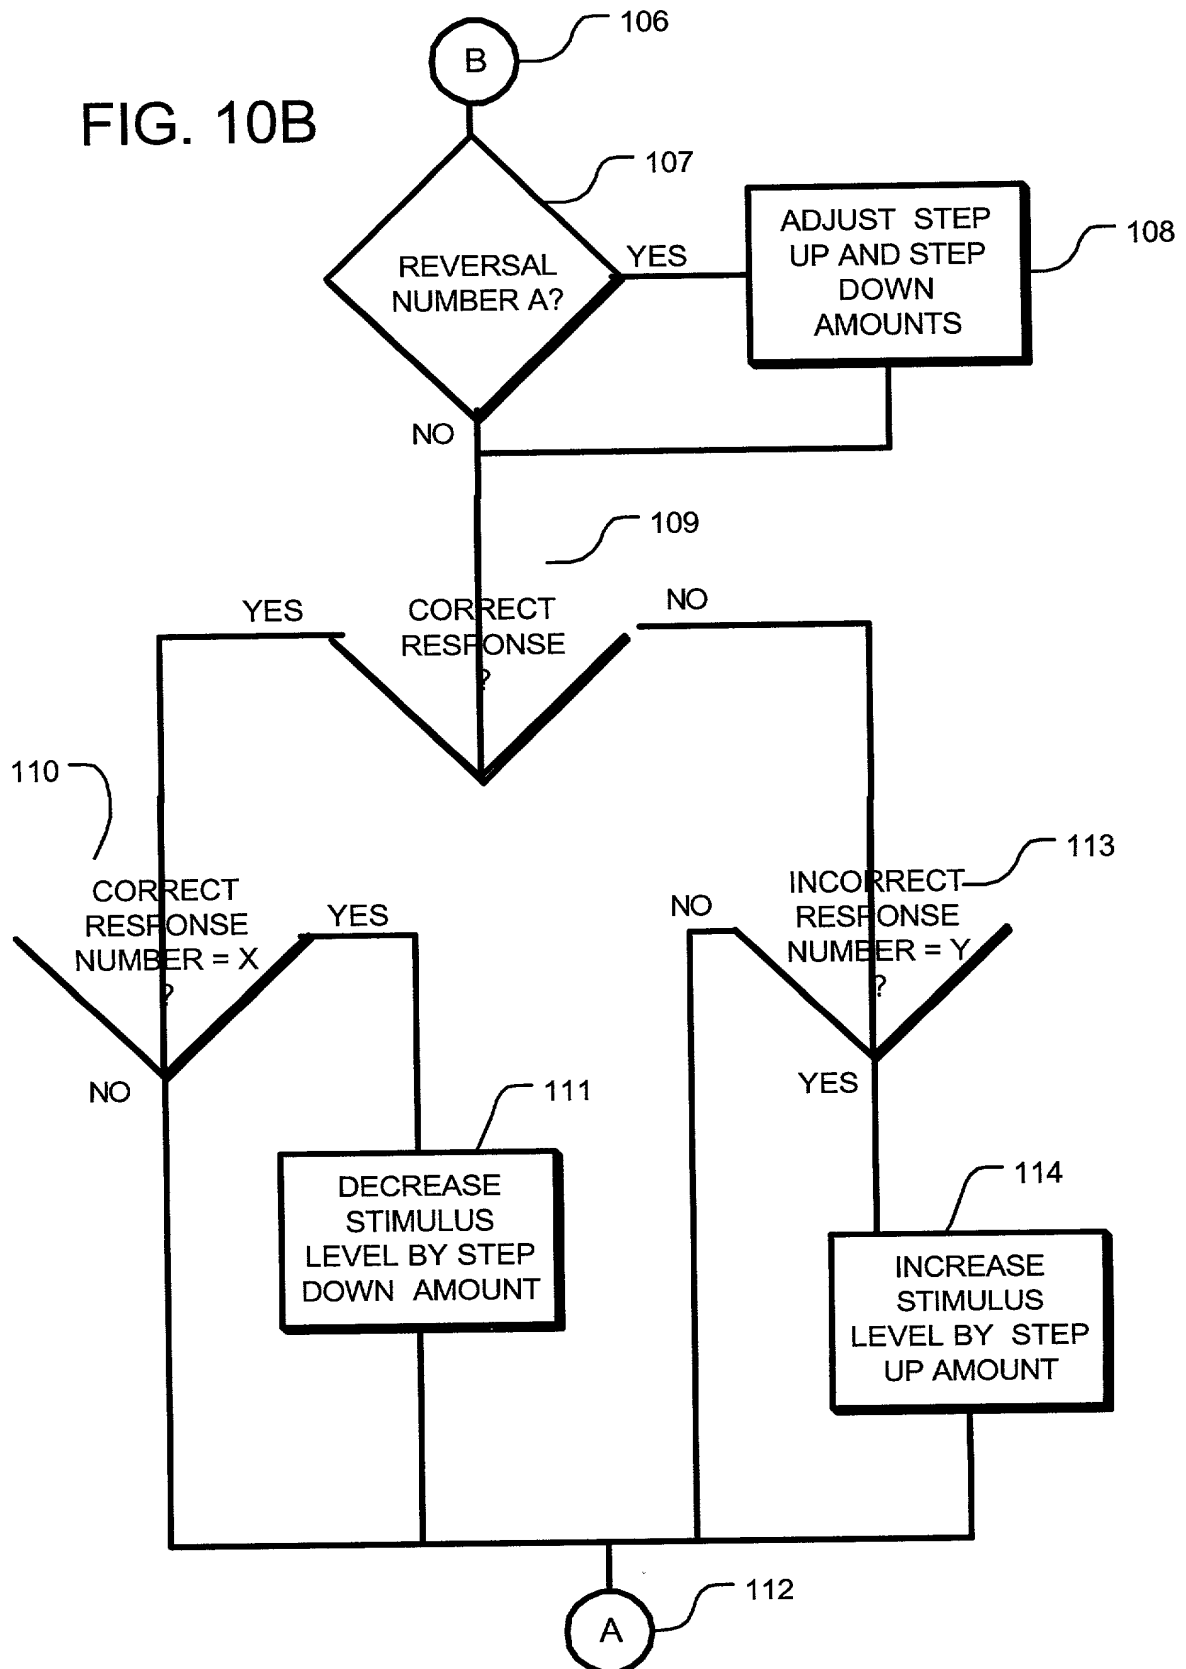 106
B
FIG. 10B
107
REVERSAL
NUMBER A?
YES
ADJUST STEP
UP AND STEP
DOWN
AMOUNTS
108
NO
109
YES
CORRECT
RESPONSE
?
NO
110
CORRECT
RESPONSE
NUMBER = X
?
YES
NO
113
INCORRECT
RESPONSE
NUMBER = Y
?
NO
YES
111
DECREASE
STIMULUS
LEVEL BY STEP
DOWN AMOUNT
114
INCREASE
STIMULUS
LEVEL BY STEP
UP AMOUNT
112
A